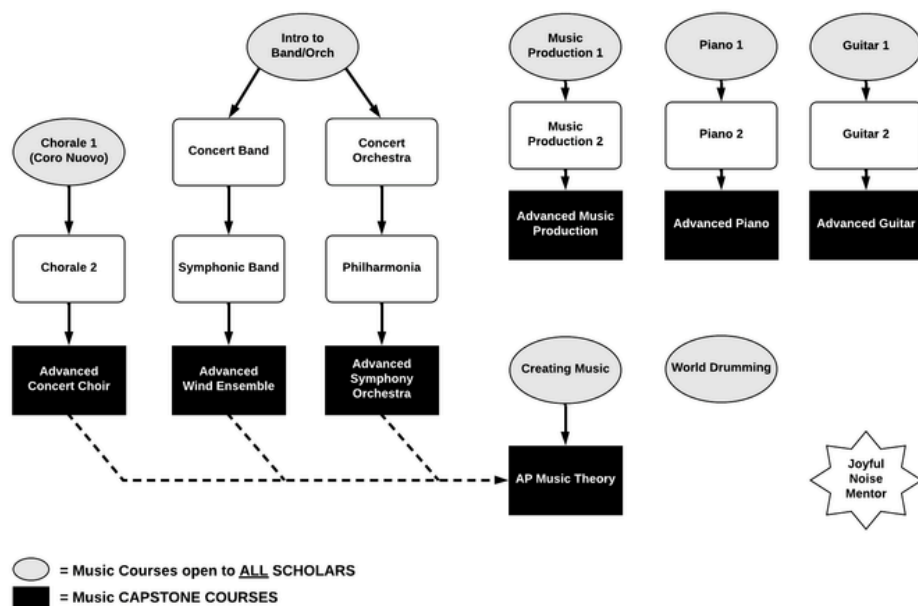 Intro to
Band/Orch
Music
Production 1
Piano 1
Guitar 1
Chorale 1
(Coro Nuovo)
Concert Band
Concert
Orchestra
Music
Production 2
Piano 2
Guitar 2
Advanced Music
Production
Advanced Piano
Advanced Guitar
Chorale 2
Symphonic Band
Philharmonia
Advanced
Concert Choir
Advanced
Wind Ensemble
Advanced
Symphony
Orchestra
Creating Music
World Drumming
AP Music Theory
Joyful
Noise
Mentor
= Music Courses open to ALL SCHOLARS
= Music CAPSTONE COURSES